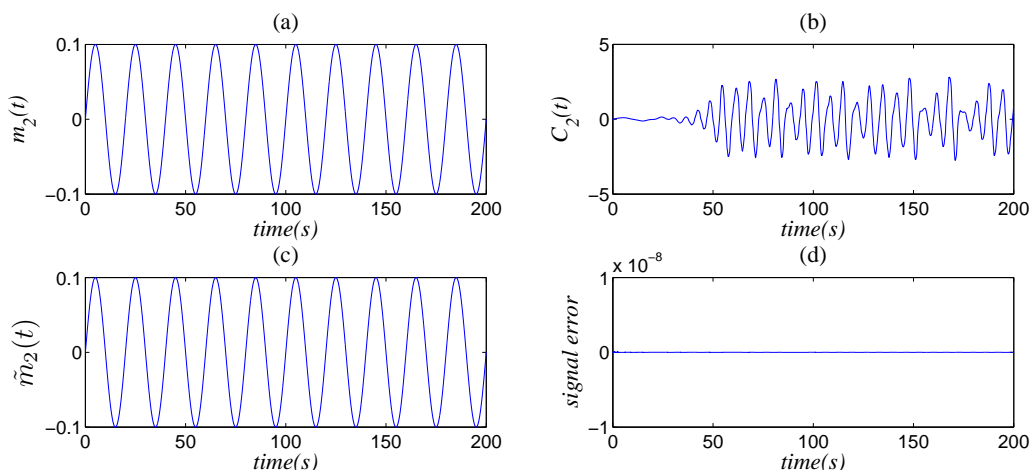 (a)
0.1
0
−0.1
m2(t)
0 50 100 150 200
time(s)
(b)
5
0
−5
C2(t)
0 50 100 150 200
time(s)
(c)
0.1
0
−0.1
m̃2(t)
0 50 100 150 200
time(s)
(d)
x 10−8
1
0
−1
signal error
0 50 100 150 200
time(s)